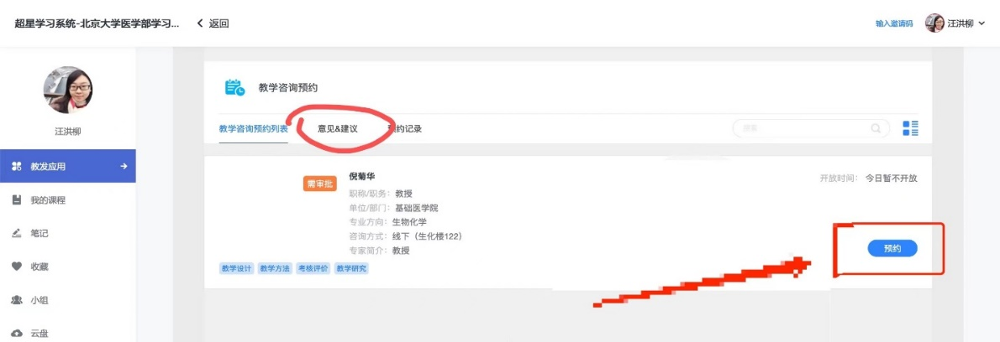 超星学习系统-北京大学医学部学习... 返回 输入邀请码 汪洪柳
汪洪柳
教发应用
我的课程
笔记
收藏
小组
云盘
教学咨询预约
教学咨询预约列表 意见&建议 预约记录 搜索
需审批
倪菊华
职称/职务：教授
单位/部门：基础医学院
专业方向：生物化学
咨询方式：线下（生化楼122）
专家简介：教授
教学设计 教学方法 考核评价 教学研究
开放时间：今日暂不开放
预约